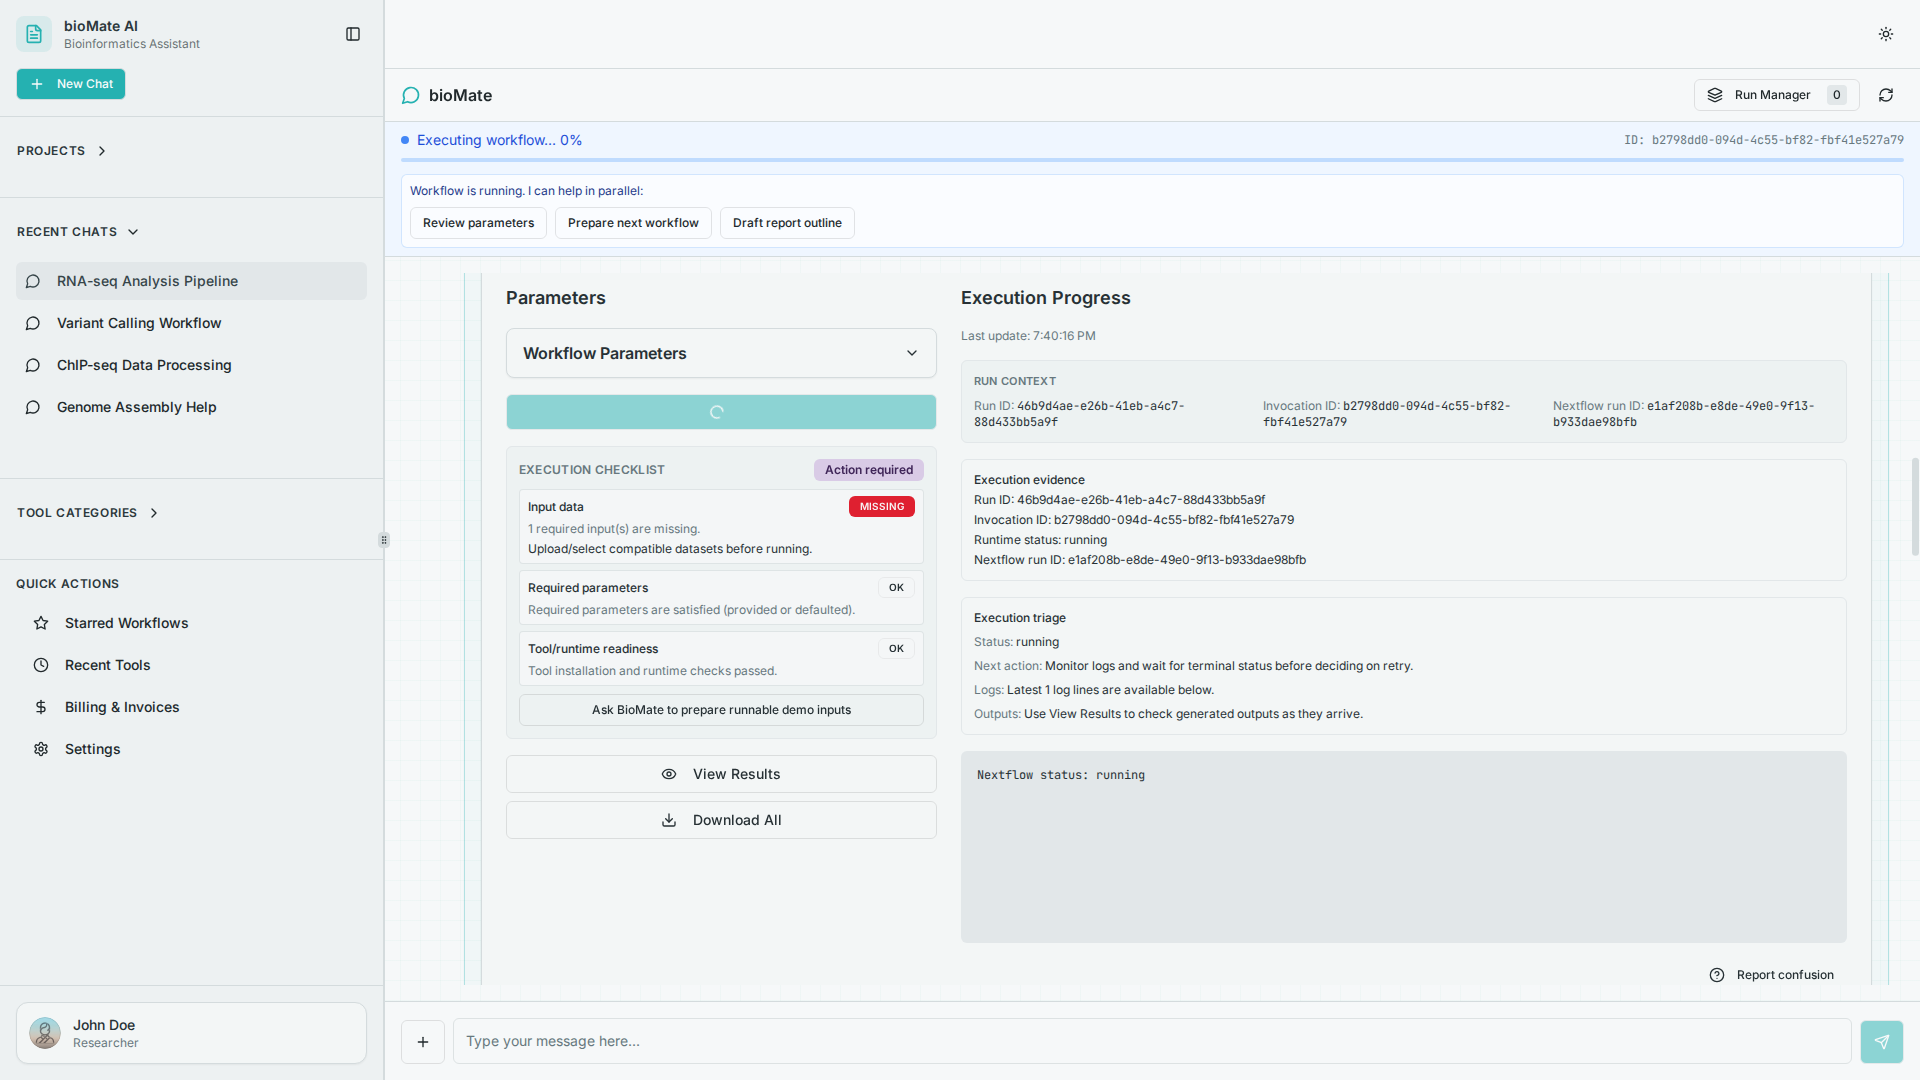 bioMate AI
Bioinformatics Assistant
New Chat
PROJECTS
RECENT CHATS
RNA-seq Analysis Pipeline
Variant Calling Workflow
ChIP-seq Data Processing
Genome Assembly Help
TOOL CATEGORIES
QUICK ACTIONS
Starred Workflows
Recent Tools
Billing & Invoices
Settings
John Doe
Researcher
bioMate
Run Manager 0
Executing workflow... 0%
ID: b2798dd0-094d-4c55-bf82-fbf41e527a79
Workflow is running. I can help in parallel:
Review parameters
Prepare next workflow
Draft report outline
Parameters
Workflow Parameters
EXECUTION CHECKLIST
Action required
Input data
MISSING
1 required input(s) are missing.
Upload/select compatible datasets before running.
Required parameters
OK
Required parameters are satisfied (provided or defaulted).
Tool/runtime readiness
OK
Tool installation and runtime checks passed.
Ask BioMate to prepare runnable demo inputs
View Results
Download All
Execution Progress
Last update: 7:40:16 PM
RUN CONTEXT
Run ID: 46b9d4ae-e26b-41eb-a4c7-
88d433bb5a9f
Invocation ID: b2798dd0-094d-4c55-bf82-
fbf41e527a79
Nextflow run ID: e1af208b-e8de-49e0-9f13-
b933dae98bfb
Execution evidence
Run ID: 46b9d4ae-e26b-41eb-a4c7-88d433bb5a9f
Invocation ID: b2798dd0-094d-4c55-bf82-fbf41e527a79
Runtime status: running
Nextflow run ID: e1af208b-e8de-49e0-9f13-b933dae98bfb
Execution triage
Status: running
Next action: Monitor logs and wait for terminal status before deciding on retry.
Logs: Latest 1 log lines are available below.
Outputs: Use View Results to check generated outputs as they arrive.
Nextflow status: running
Report confusion
Type your message here...